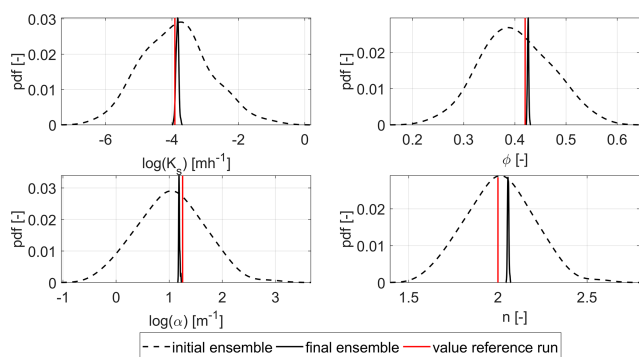 0.03
0.02
0.01
0
pdf [-]
-6 -4 -2 0
log(Kₛ) [mh⁻¹]
0.02
0.01
0
pdf [-]
0.2 0.3 0.4 0.5 0.6
ϕ [-]
0.03
0.02
0.01
0
pdf [-]
-1 0 1 2 3
log(α) [m⁻¹]
0.02
0.01
0
pdf [-]
1.5 2 2.5
n [-]
initial ensemble final ensemble value reference run